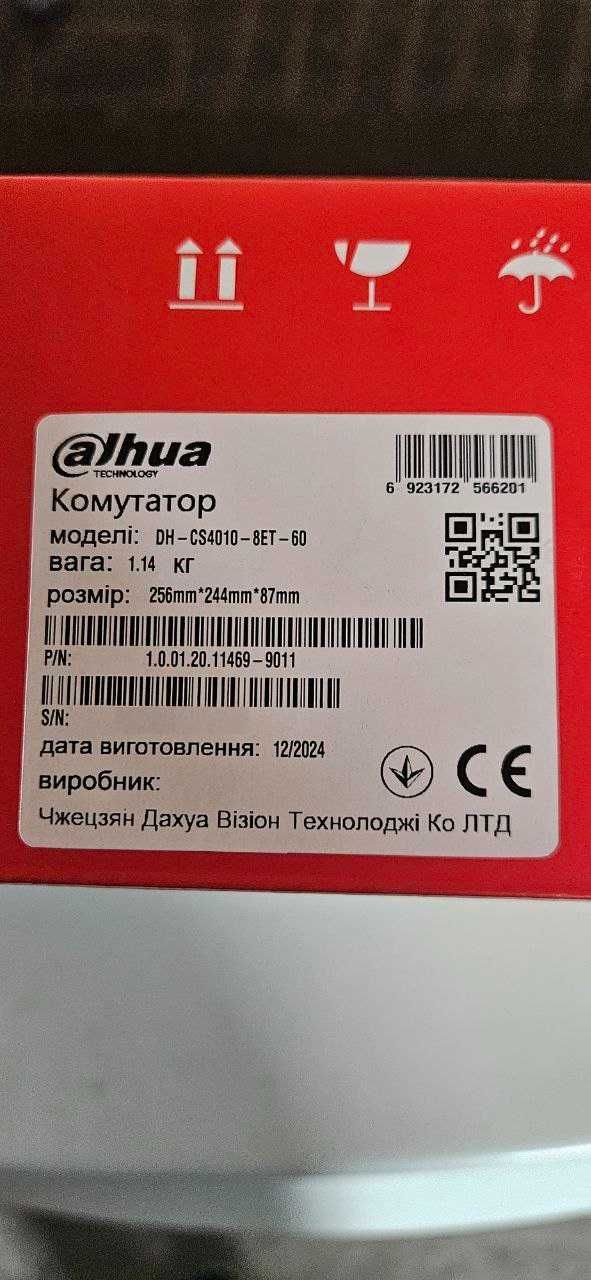 alhua
TECHNOLOGY
6 923172 566201
Комутатор
моделі: DH-CS4010-8ET-60
вага: 1.14 КГ
розмір: 256mm*244mm*87mm
P/N: 1.0.01.20.11469-9011
S/N:
дата виготовлення: 12/2024
виробник:
CE
Чжецзян Дахуа Візіон Технолоджі Ко ЛТД